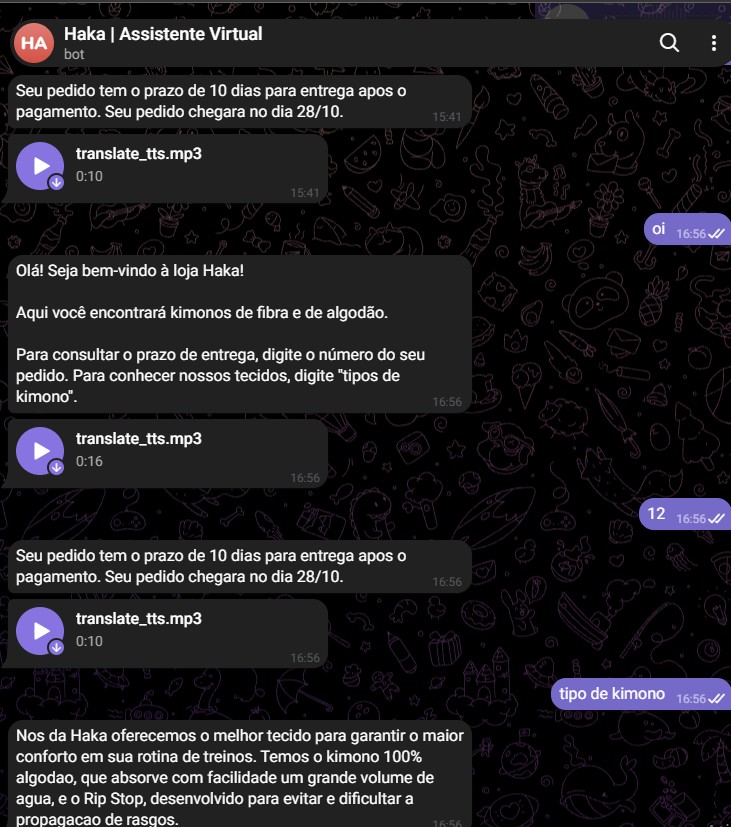 HA
Haka | Assistente Virtual
bot
Seu pedido tem o prazo de 10 dias para entrega apos o
pagamento. Seu pedido chegara no dia 28/10.
15:41
translate_tts.mp3
0:10
15:41
oi
16:56
Olá! Seja bem-vindo à loja Haka!
Aqui você encontrará kimonos de fibra e de algodão.
Para consultar o prazo de entrega, digite o número do seu
pedido. Para conhecer nossos tecidos, digite "tipos de
kimono".
16:56
translate_tts.mp3
0:16
16:56
12
16:56
Seu pedido tem o prazo de 10 dias para entrega apos o
pagamento. Seu pedido chegara no dia 28/10.
16:56
translate_tts.mp3
0:10
16:56
tipo de kimono
16:56
Nos da Haka oferecemos o melhor tecido para garantir o maior
conforto em sua rotina de treinos. Temos o kimono 100%
algodao, que absorve com facilidade um grande volume de
agua, e o Rip Stop, desenvolvido para evitar e dificultar a
propagacao de rasgos.
16:56